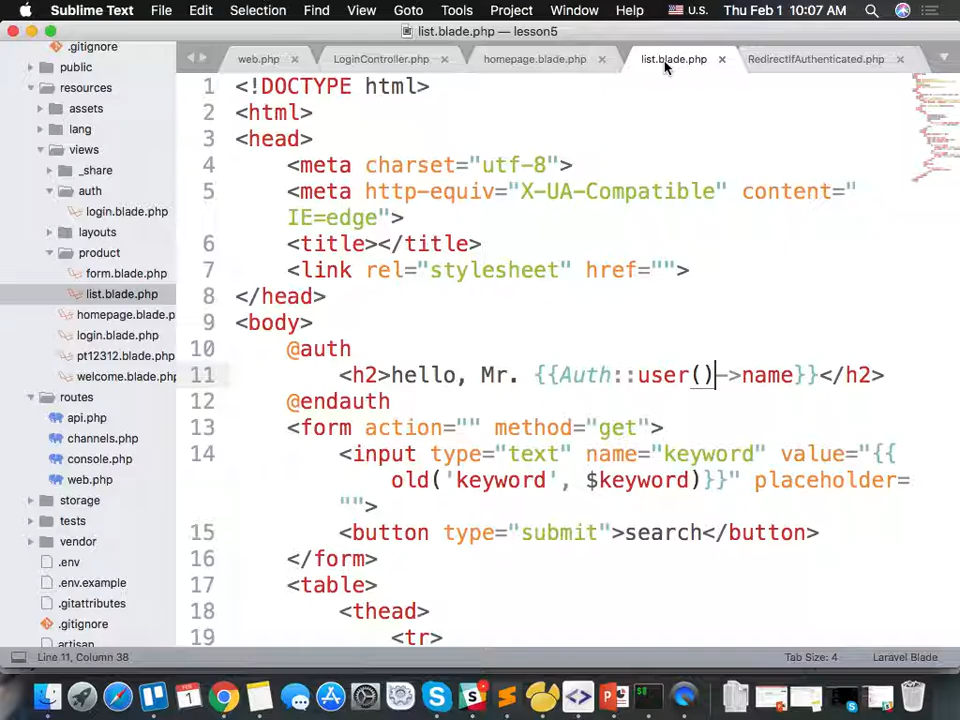 Sublime Text File Edit Selection Find View Goto Tools Project Window Help U.S. Thu Feb 1 10:07 AM
list.blade.php — lesson5
.gitignore
public
resources
assets
lang
views
_share
auth
login.blade.php
layouts
product
form.blade.php
list.blade.php
homepage.blade.p
login.blade.php
pt12312.blade.php
welcome.blade.php
routes
api.php
channels.php
console.php
web.php
storage
tests
vendor
.env
.env.example
.gitattributes
.gitignore
artisan
web.php × LoginController.php × homepage.blade.php × list.blade.php × RedirectIfAuthenticated.php ×
1 <!DOCTYPE html>
2 <html>
3 <head>
4 <meta charset="utf-8">
5 <meta http-equiv="X-UA-Compatible" content="
IE=edge">
6 <title></title>
7 <link rel="stylesheet" href="">
8 </head>
9 <body>
10 @auth
11 <h2>hello, Mr. {{Auth::user()->name}}</h2>
12 @endauth
13 <form action="" method="get">
14 <input type="text" name="keyword" value="{{
old('keyword', $keyword)}}" placeholder=
"">
15 <button type="submit">search</button>
16 </form>
17 <table>
18 <thead>
19 <tr>
Line 11, Column 38 Tab Size: 4 Laravel Blade